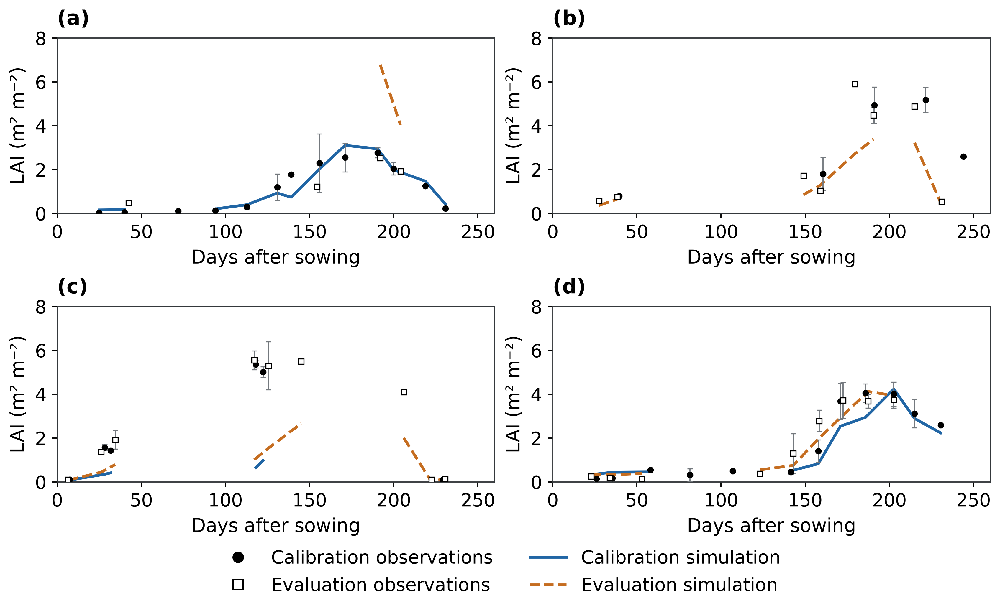 (a)
8
6
4
2
0
LAI (m² m⁻²)
0 50 100 150 200 250
Days after sowing
(b)
8
6
4
2
0
LAI (m² m⁻²)
0 50 100 150 200 250
Days after sowing
(c)
8
6
4
2
0
LAI (m² m⁻²)
0 50 100 150 200 250
Days after sowing
(d)
8
6
4
2
0
LAI (m² m⁻²)
0 50 100 150 200 250
Days after sowing
Calibration observations
Evaluation observations
Calibration simulation
Evaluation simulation